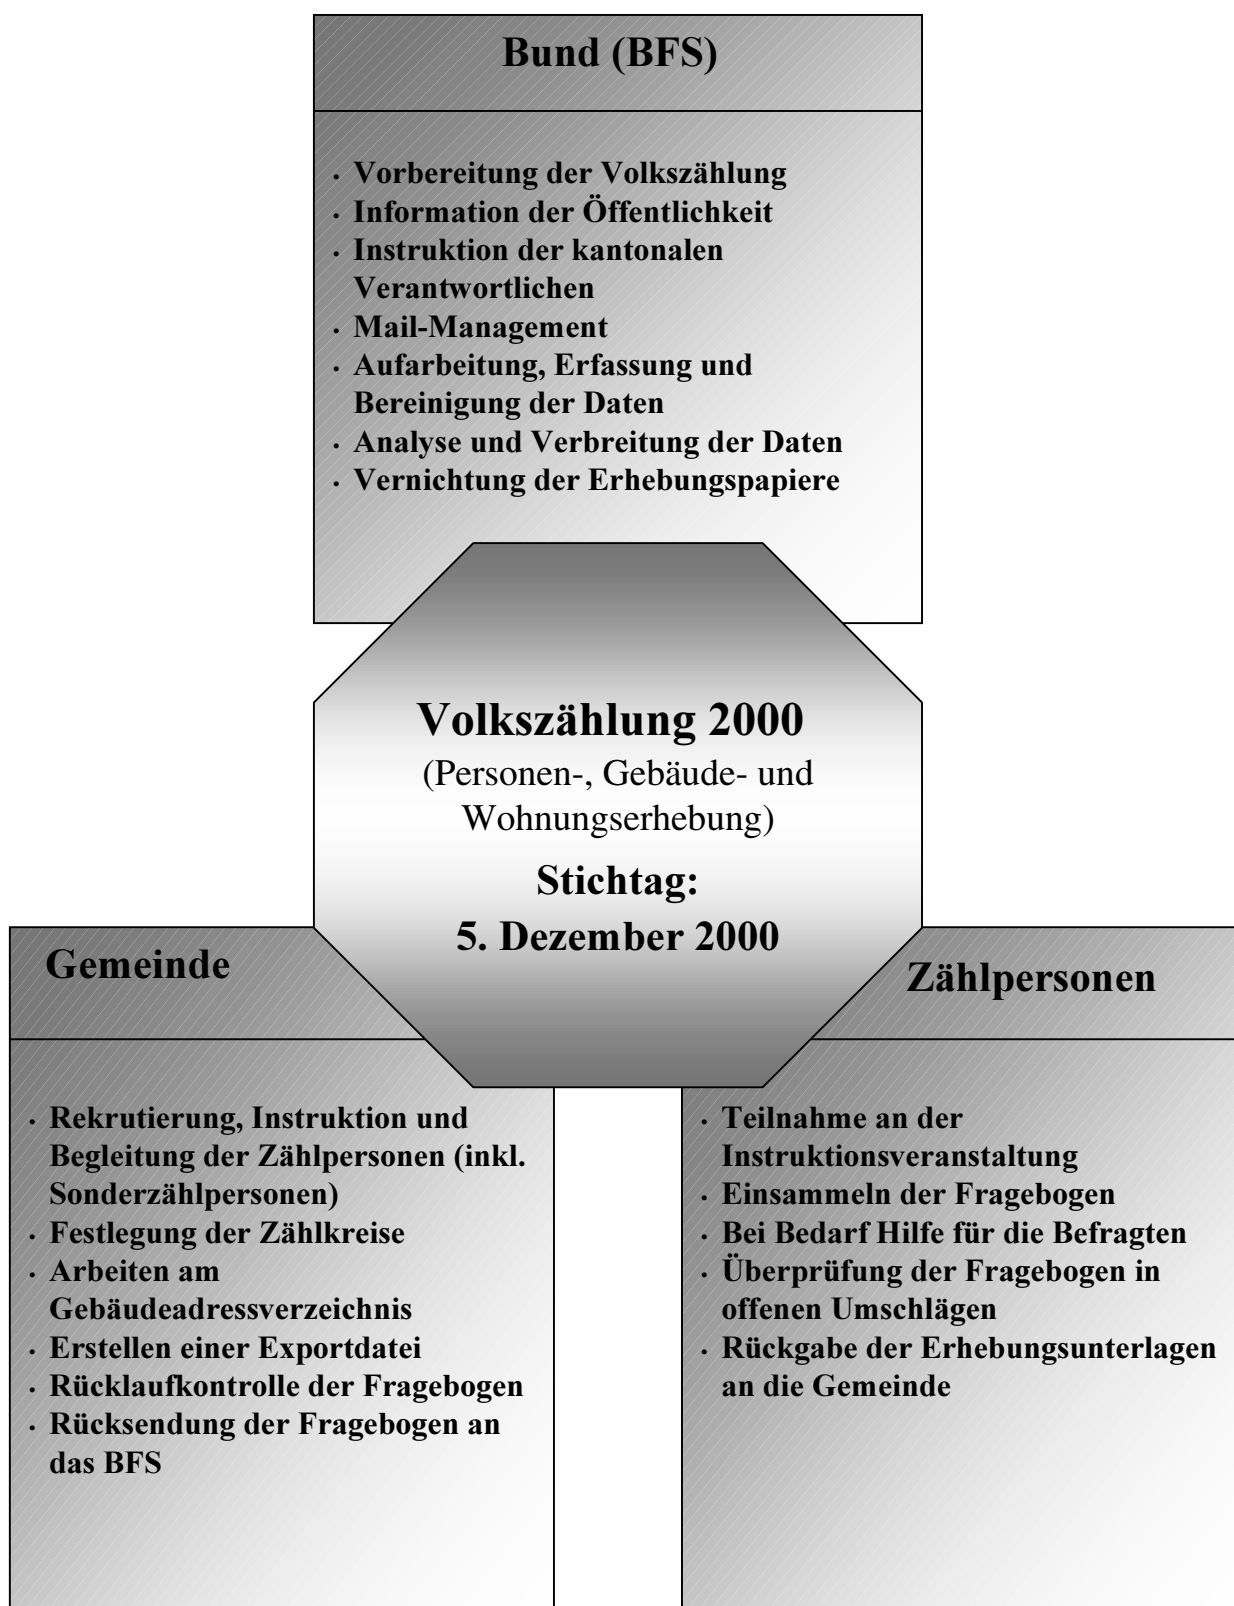 Bund (BFS)
· Vorbereitung der Volkszählung
· Information der Öffentlichkeit
· Instruktion der kantonalen
Verantwortlichen
· Mail-Management
· Aufarbeitung, Erfassung und
Bereinigung der Daten
· Analyse und Verbreitung der Daten
· Vernichtung der Erhebungspapiere
Volkszählung 2000
(Personen-, Gebäude- und
Wohnungserhebung)
Stichtag:
5. Dezember 2000
Gemeinde
· Rekrutierung, Instruktion und
Begleitung der Zählpersonen (inkl.
Sonderzählpersonen)
· Festlegung der Zählkreise
· Arbeiten am
Gebäudeadressverzeichnis
· Erstellen einer Exportdatei
· Rücklaufkontrolle der Fragebogen
· Rücksendung der Fragebogen an
das BFS
Zählpersonen
· Teilnahme an der
Instruktionsveranstaltung
· Einsammeln der Fragebogen
· Bei Bedarf Hilfe für die Befragten
· Überprüfung der Fragebogen in
offenen Umschlägen
· Rückgabe der Erhebungsunterlagen
an die Gemeinde